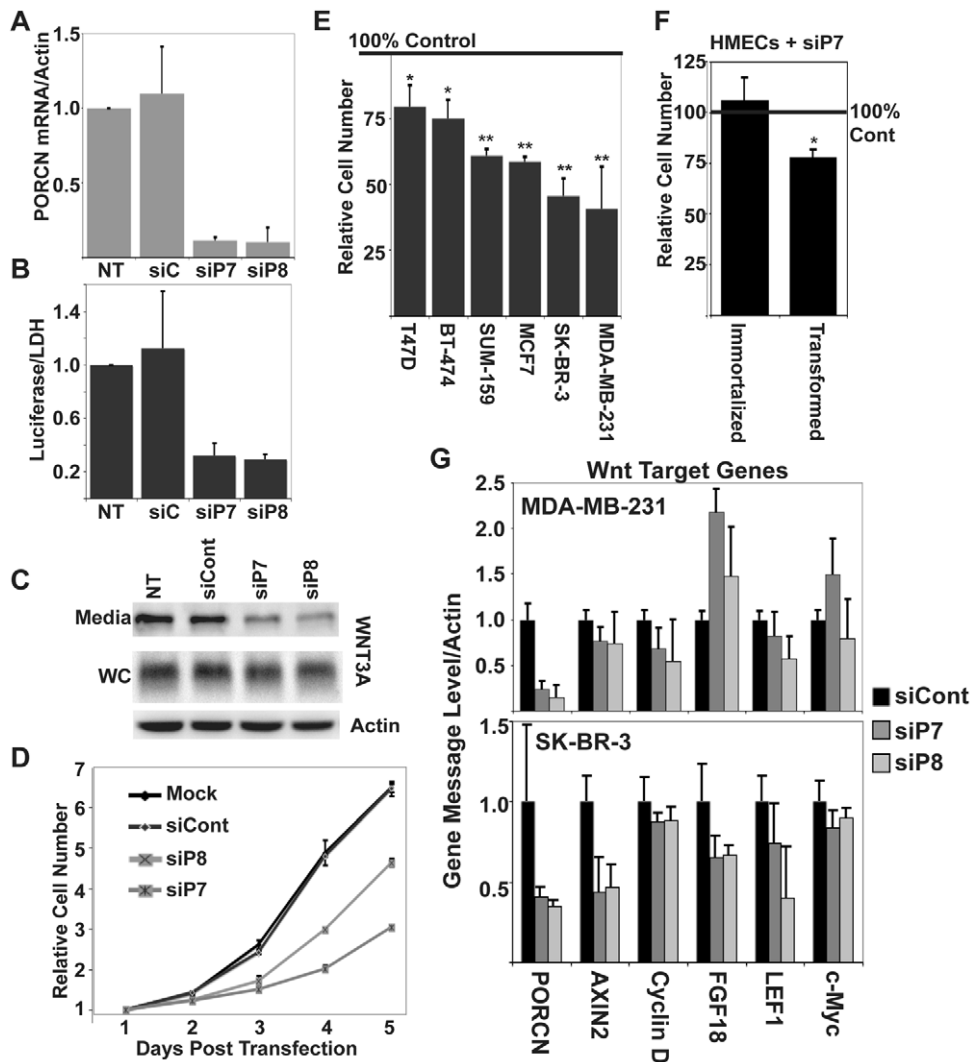 A
PORCN mRNA/Actin
1.5
1.0
0.5
NT siC siP7 siP8
B
Luciferase/LDH
1.4
1.0
0.6
0.2
NT siC siP7 siP8
C
NT siCont siP7 siP8
Media
WC
WNT3A
Actin
D
Relative Cell Number
7
6
5
4
3
2
1
Mock
siCont
siP8
siP7
1 2 3 4 5
Days Post Transfection
E
100% Control
Relative Cell Number
75
50
25
* * ** ** ** **
T47D
BT-474
SUM-159
MCF7
SK-BR-3
MDA-MB-231
F
HMECs + siP7
Relative Cell Number
125
100
75
50
25
0
100%
Cont
*
Immortalized
Transformed
G
Wnt Target Genes
MDA-MB-231
Gene Message Level/Actin
2.5
2.0
1.5
1.0
0.5
siCont
siP7
siP8
SK-BR-3
1.5
1.0
0.5
PORCN
AXIN2
Cyclin D
FGF18
LEF1
c-Myc